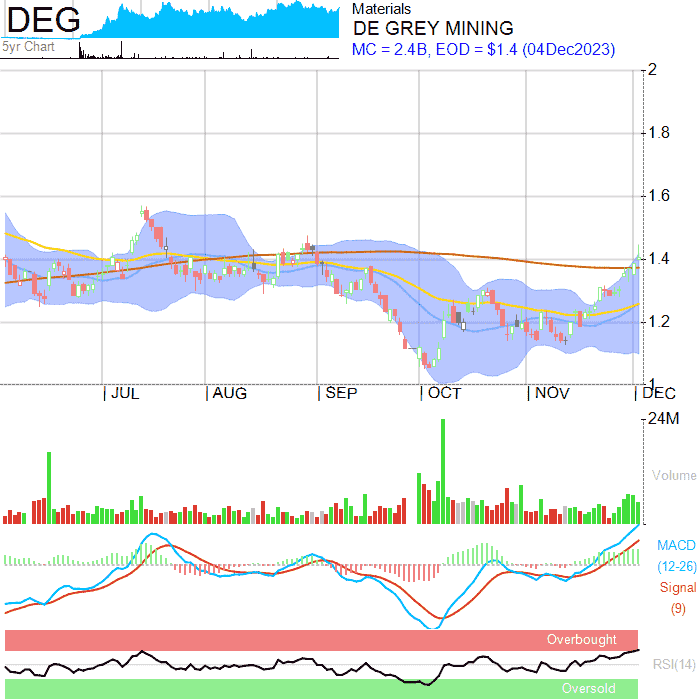 DEG
5yr Chart
Materials
DE GREY MINING
MC = 2.4B, EOD = $1.4 (04Dec2023)
2
1.8
1.6
1.4
1.2
1
JUL AUG SEP OCT NOV DEC
24M
Volume
MACD
(12-26)
Signal
(9)
Overbought
RSI(14)
Oversold